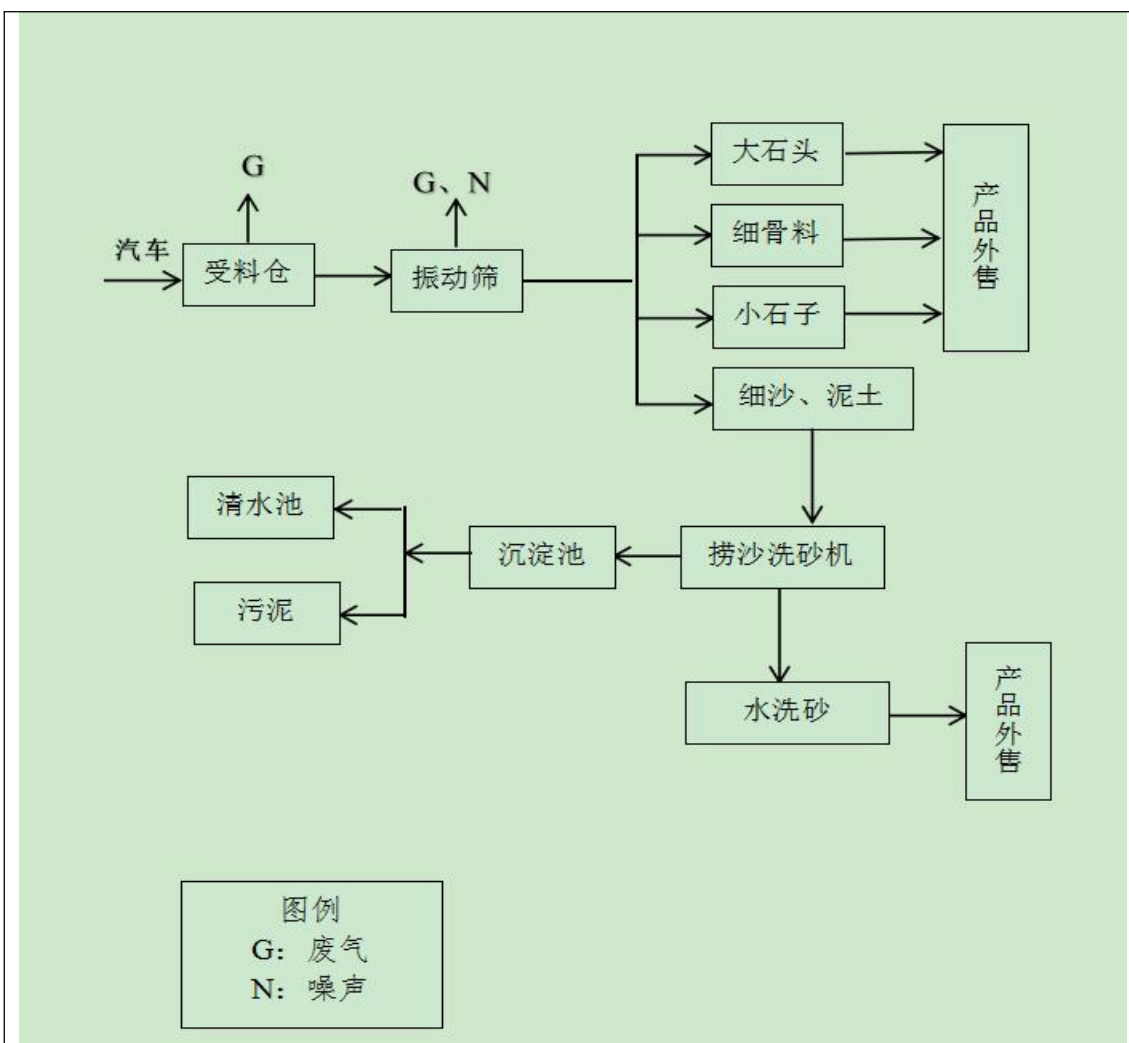 G
G、N
汽车
受料仓
振动筛
大石头
细骨料
小石子
细沙、泥土
产品外售
清水池
污泥
沉淀池
捞沙洗砂机
水洗砂
产品外售
图例
G：废气
N：噪声